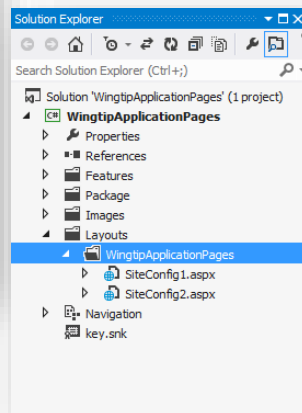 Solution Explorer
Search Solution Explorer (Ctrl+;)
Solution 'WingtipApplicationPages' (1 project)
C# WingtipApplicationPages
Properties
References
Features
Package
Images
Layouts
WingtipApplicationPages
SiteConfig1.aspx
SiteConfig2.aspx
Navigation
key.snk